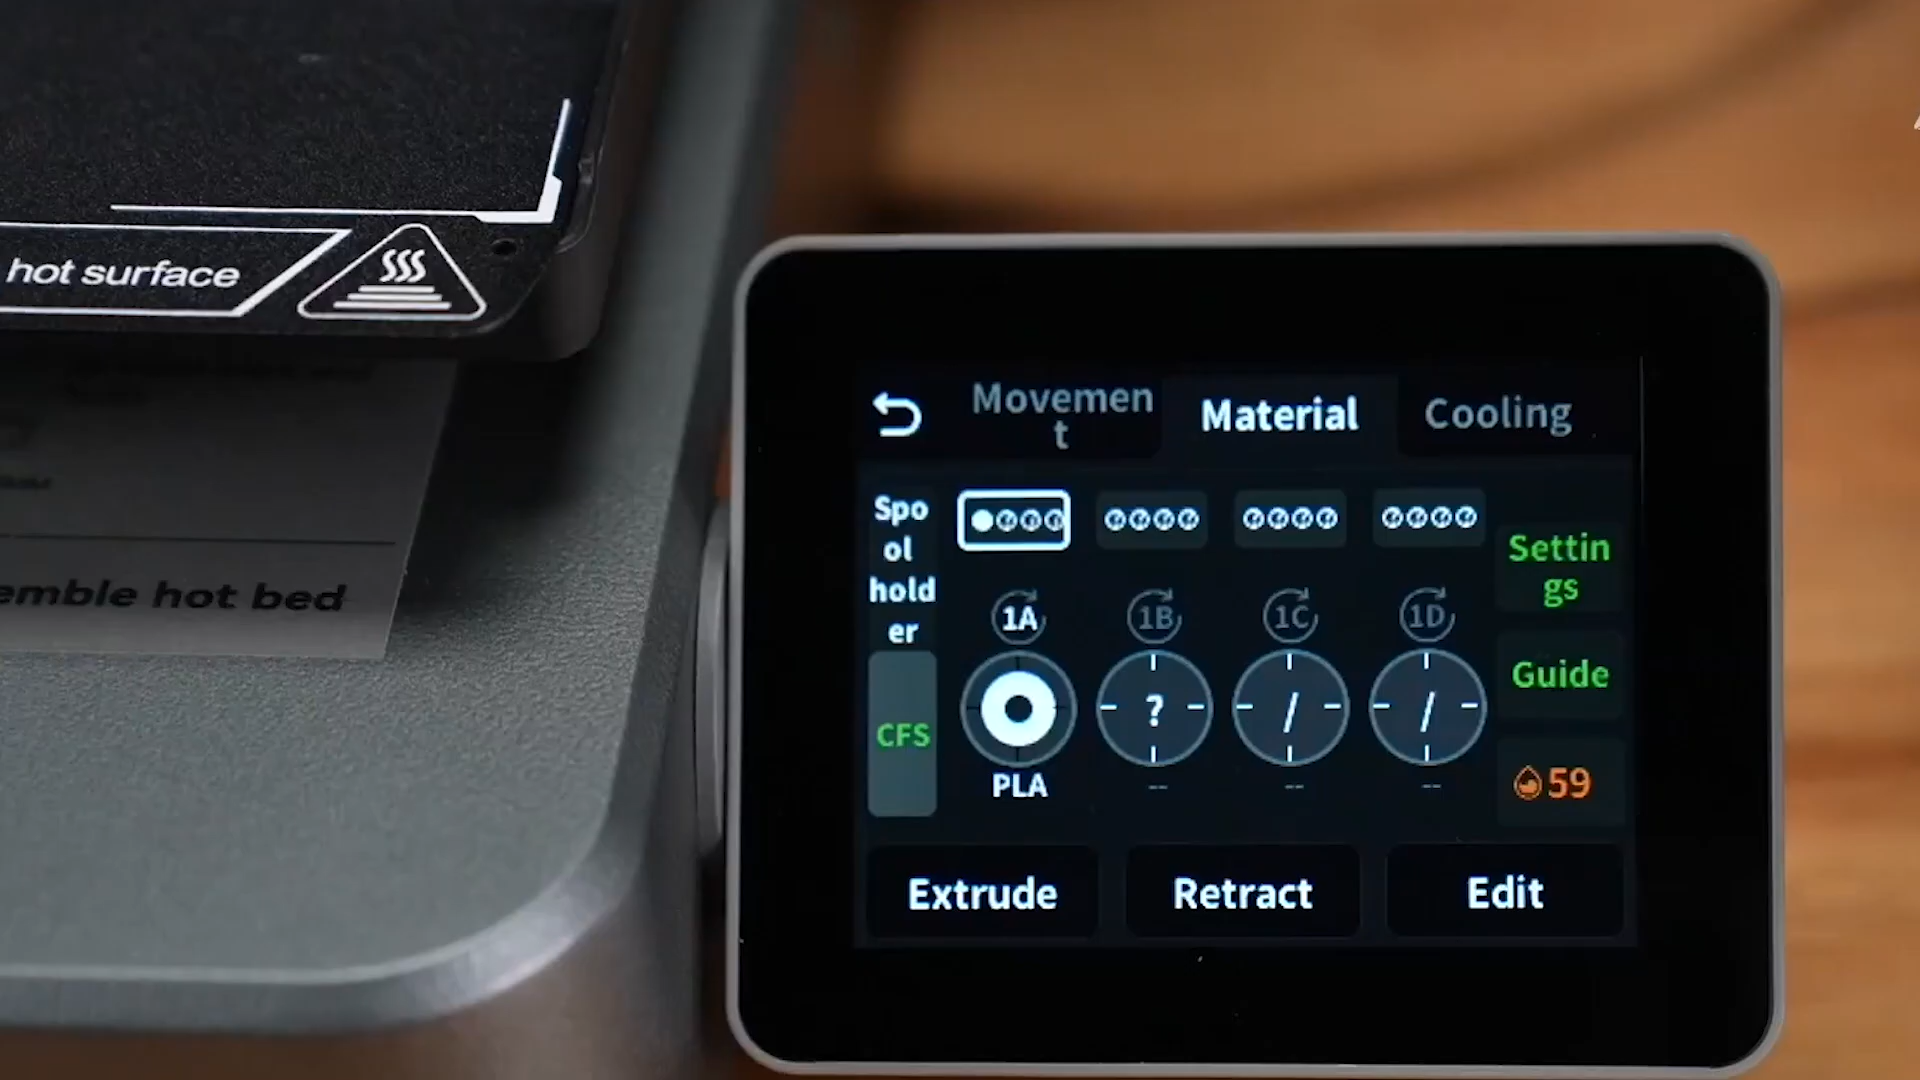 hot surface
emble hot bed
Movemen
t
Material
Cooling
Spo
ol
hold
er
CFS
1A
1B
1C
1D
?
/
/
PLA
--
--
--
Settin
gs
Guide
59
Extrude
Retract
Edit